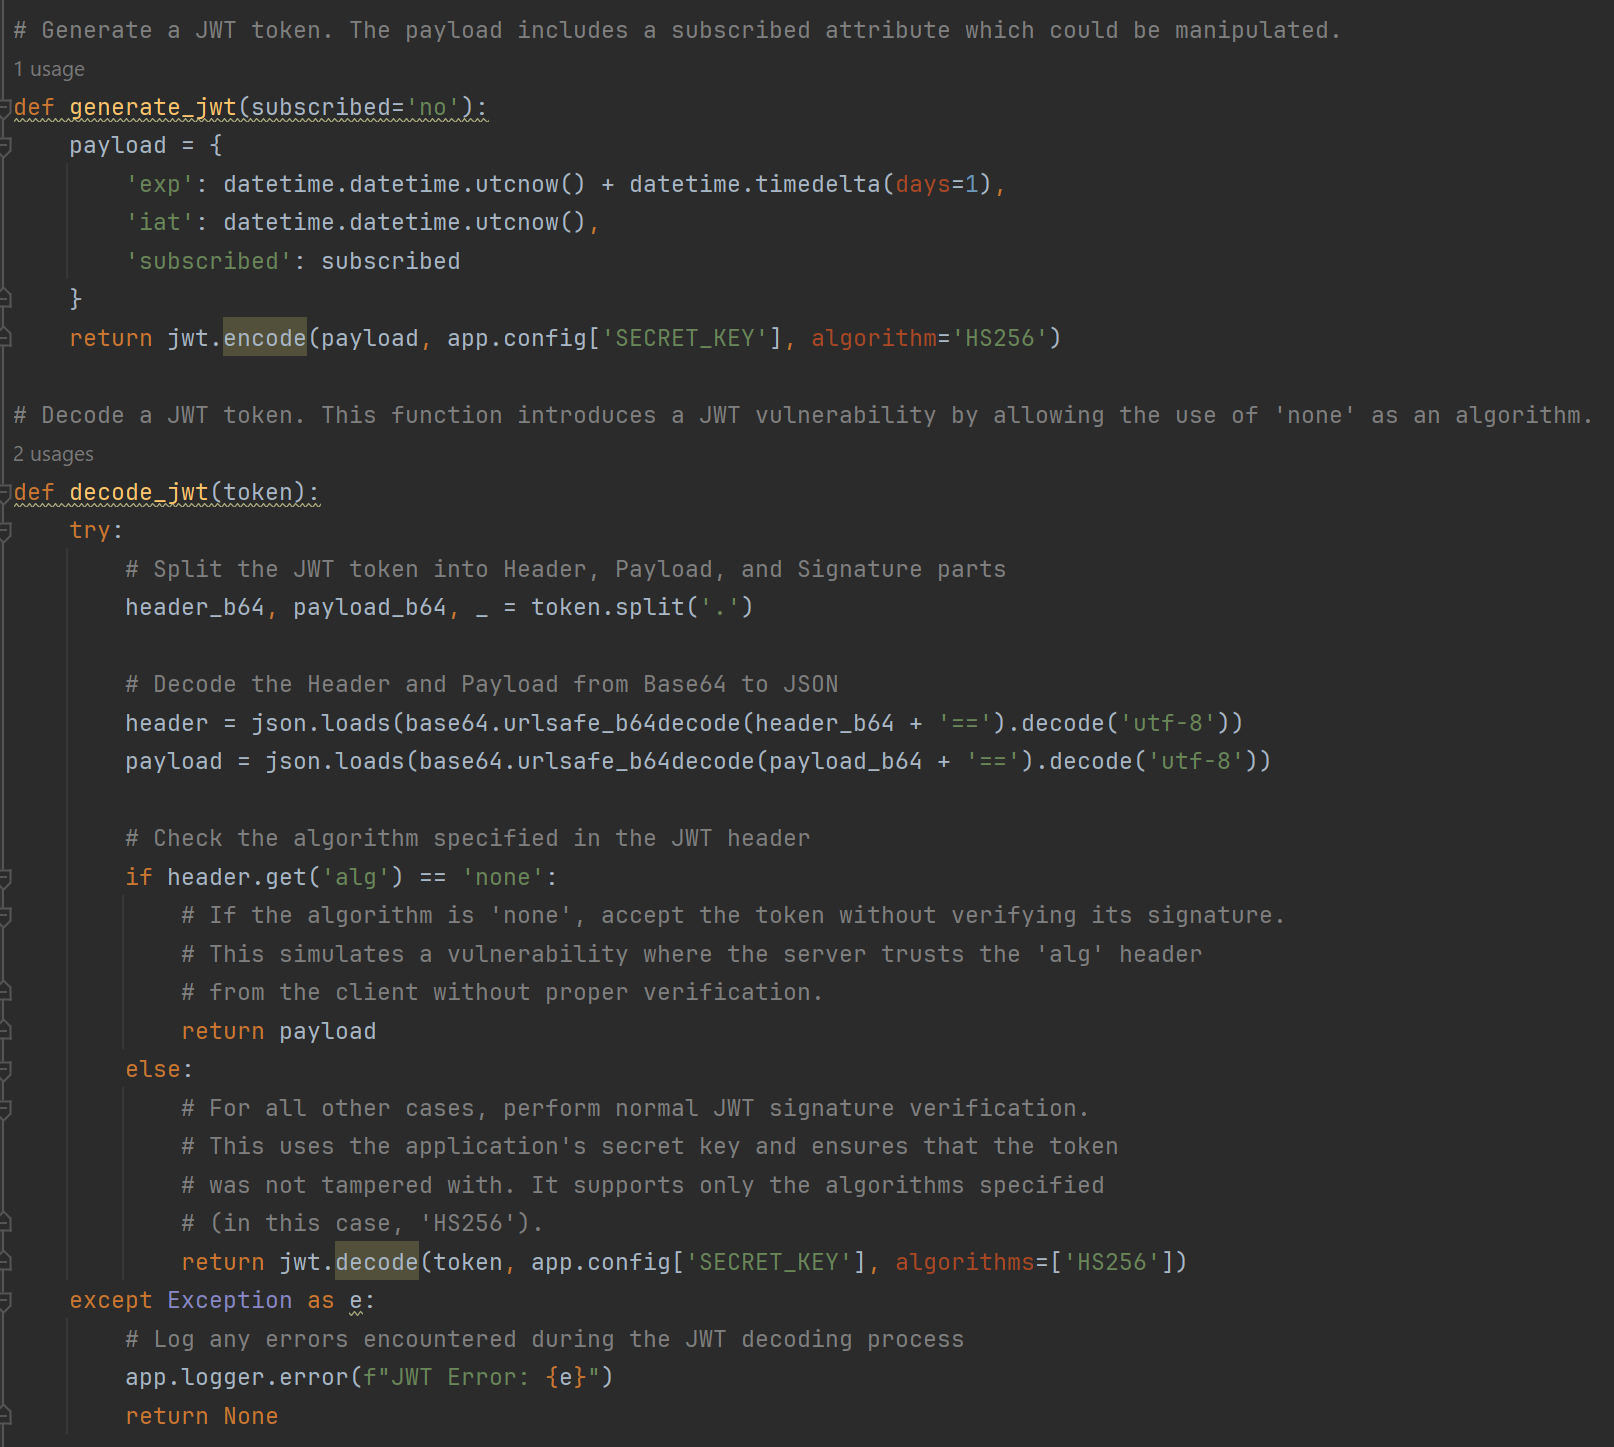 # Generate a JWT token. The payload includes a subscribed attribute which could be manipulated.
1 usage
def generate_jwt(subscribed='no'):
    payload = {
        'exp': datetime.datetime.utcnow() + datetime.timedelta(days=1),
        'iat': datetime.datetime.utcnow(),
        'subscribed': subscribed
    }
    return jwt.encode(payload, app.config['SECRET_KEY'], algorithm='HS256')
# Decode a JWT token. This function introduces a JWT vulnerability by allowing the use of 'none' as an algorithm.
2 usages
def decode_jwt(token):
    try:
        # Split the JWT token into Header, Payload, and Signature parts
        header_b64, payload_b64, _ = token.split('.')
        # Decode the Header and Payload from Base64 to JSON
        header = json.loads(base64.urlsafe_b64decode(header_b64 + '==').decode('utf-8'))
        payload = json.loads(base64.urlsafe_b64decode(payload_b64 + '==').decode('utf-8'))
        # Check the algorithm specified in the JWT header
        if header.get('alg') == 'none':
            # If the algorithm is 'none', accept the token without verifying its signature.
            # This simulates a vulnerability where the server trusts the 'alg' header
            # from the client without proper verification.
            return payload
        else:
            # For all other cases, perform normal JWT signature verification.
            # This uses the application's secret key and ensures that the token
            # was not tampered with. It supports only the algorithms specified
            # (in this case, 'HS256').
            return jwt.decode(token, app.config['SECRET_KEY'], algorithms=['HS256'])
    except Exception as e:
        # Log any errors encountered during the JWT decoding process
        app.logger.error(f"JWT Error: {e}")
        return None